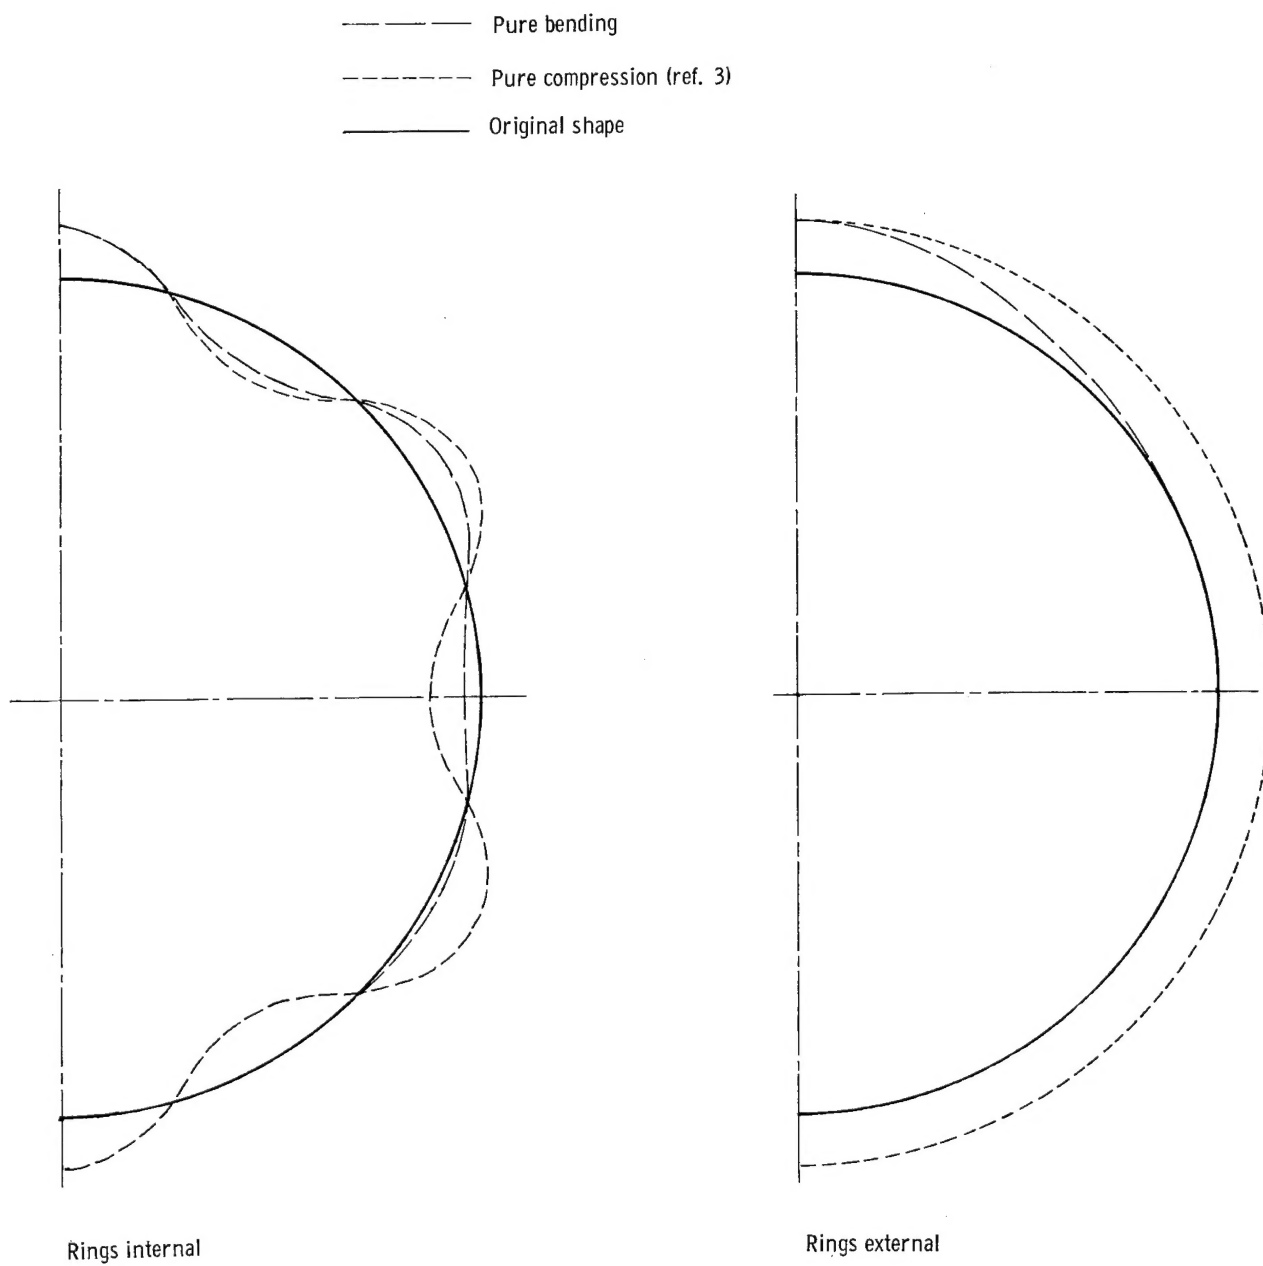 Pure bending
Pure compression (ref. 3)
Original shape
Rings internal
Rings external